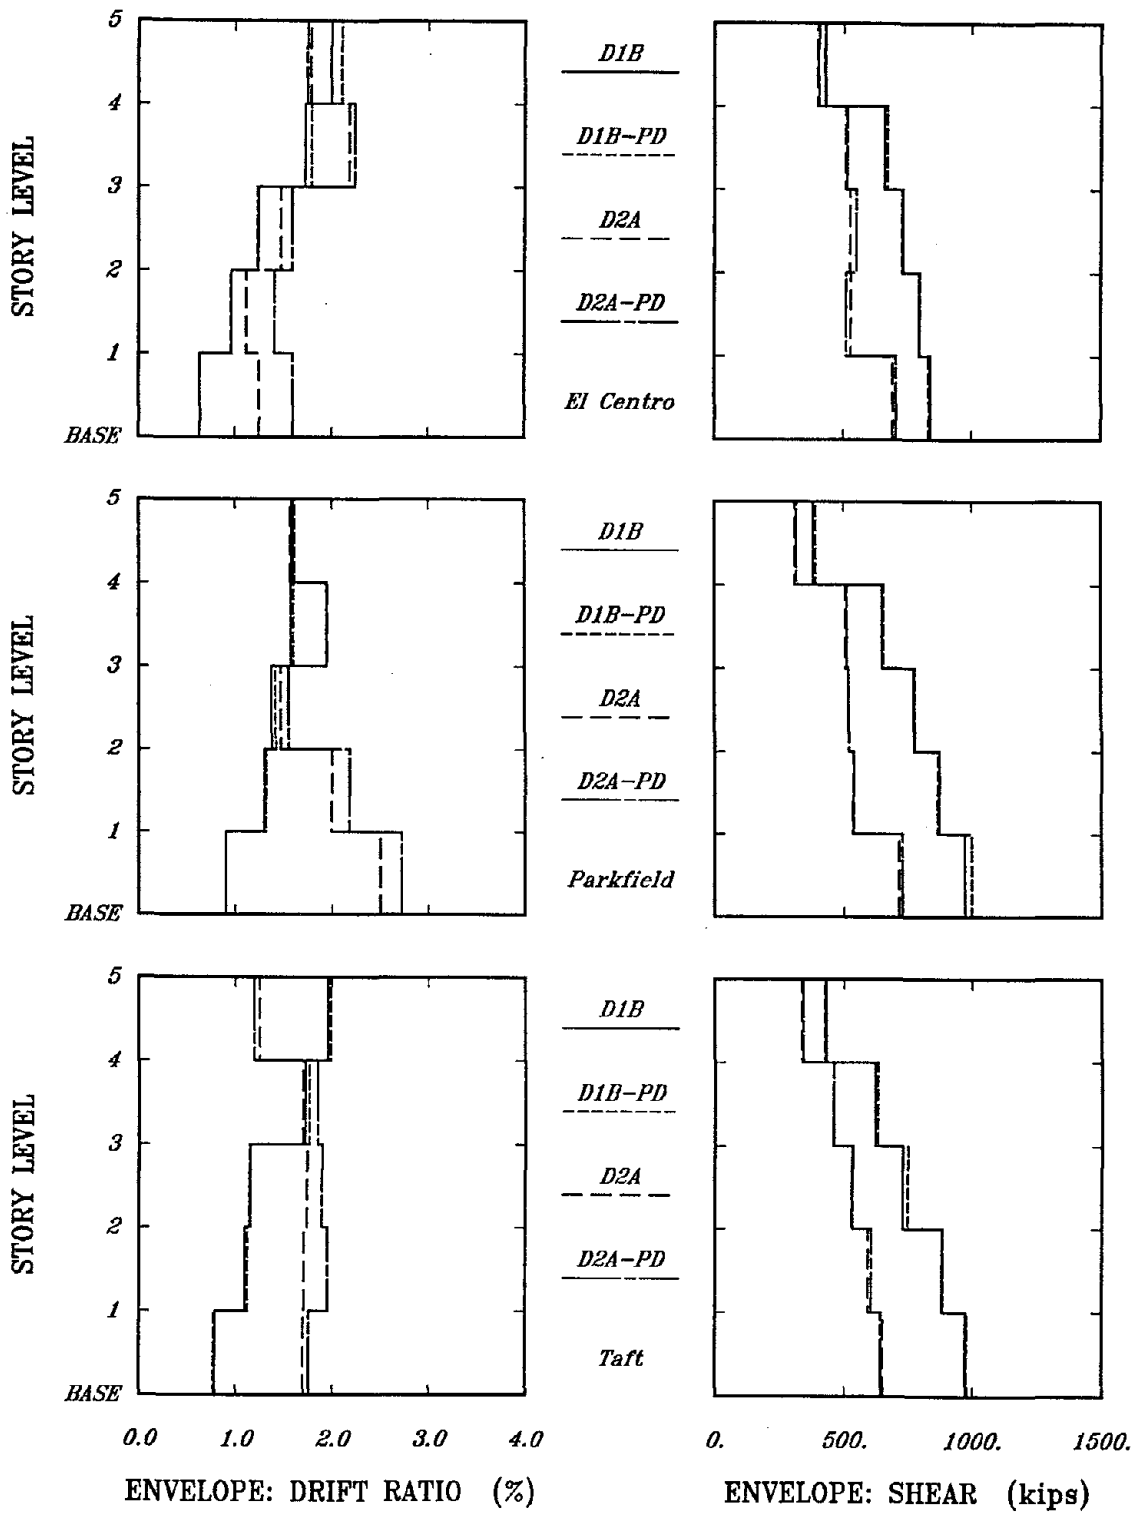 5
4
3
2
1
BASE
STORY LEVEL
D1B
D1B-PD
D2A
D2A-PD
El Centro
5
4
3
2
1
BASE
STORY LEVEL
D1B
D1B-PD
D2A
D2A-PD
Parkfield
5
4
3
2
1
BASE
STORY LEVEL
D1B
D1B-PD
D2A
D2A-PD
Taft
0.0 1.0 2.0 3.0 4.0
0. 500. 1000. 1500.
ENVELOPE: DRIFT RATIO (%)
ENVELOPE: SHEAR (kips)